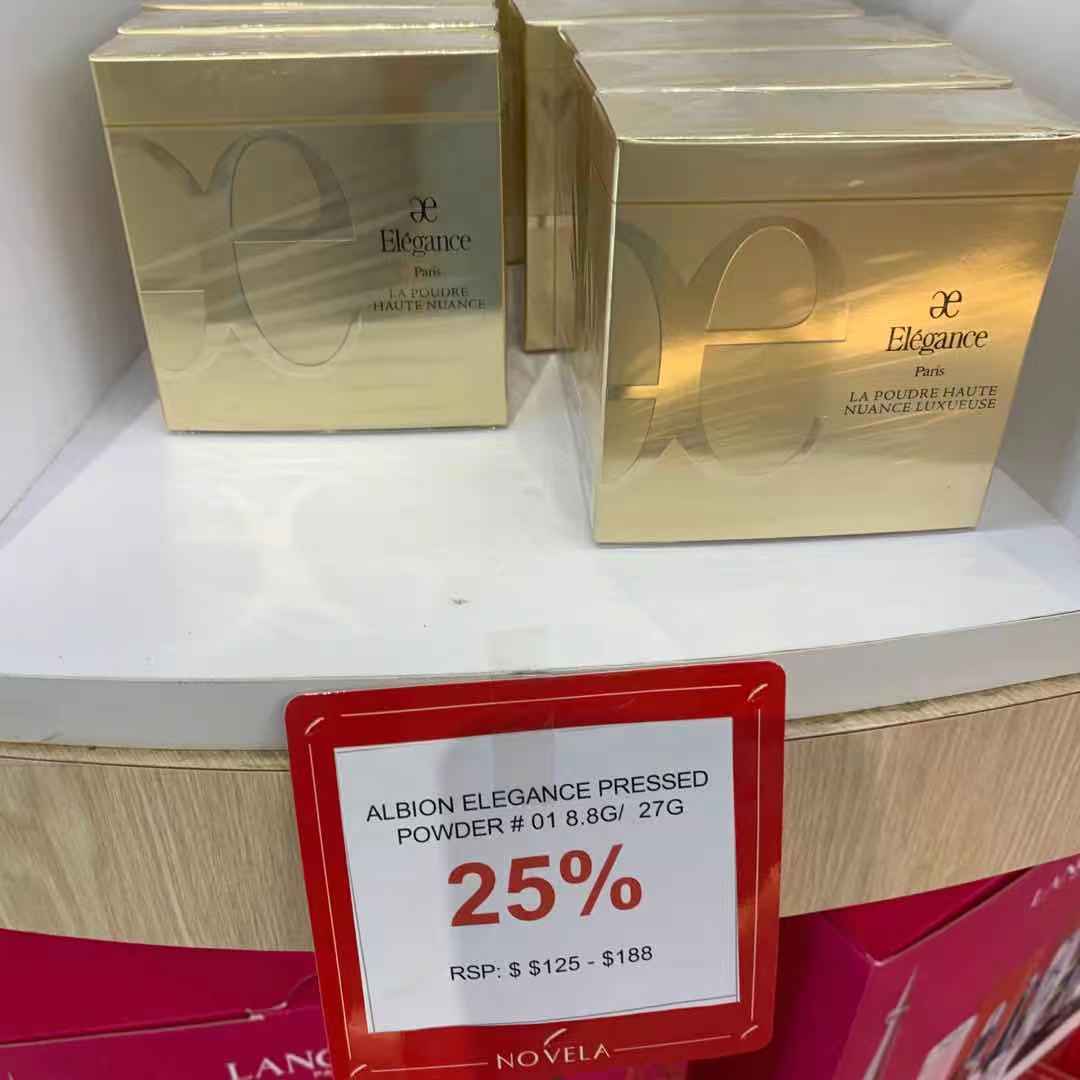 æ
Elégance
Paris
LA POUDRE
HAUTE NUANCE
æ
Elégance
Paris
LA POUDRE HAUTE
NUANCE LUXUEUSE
ALBION ELEGANCE PRESSED
POWDER # 01 8.8G/ 27G
25%
RSP: $ $125 - $188
NOVELA
LANC